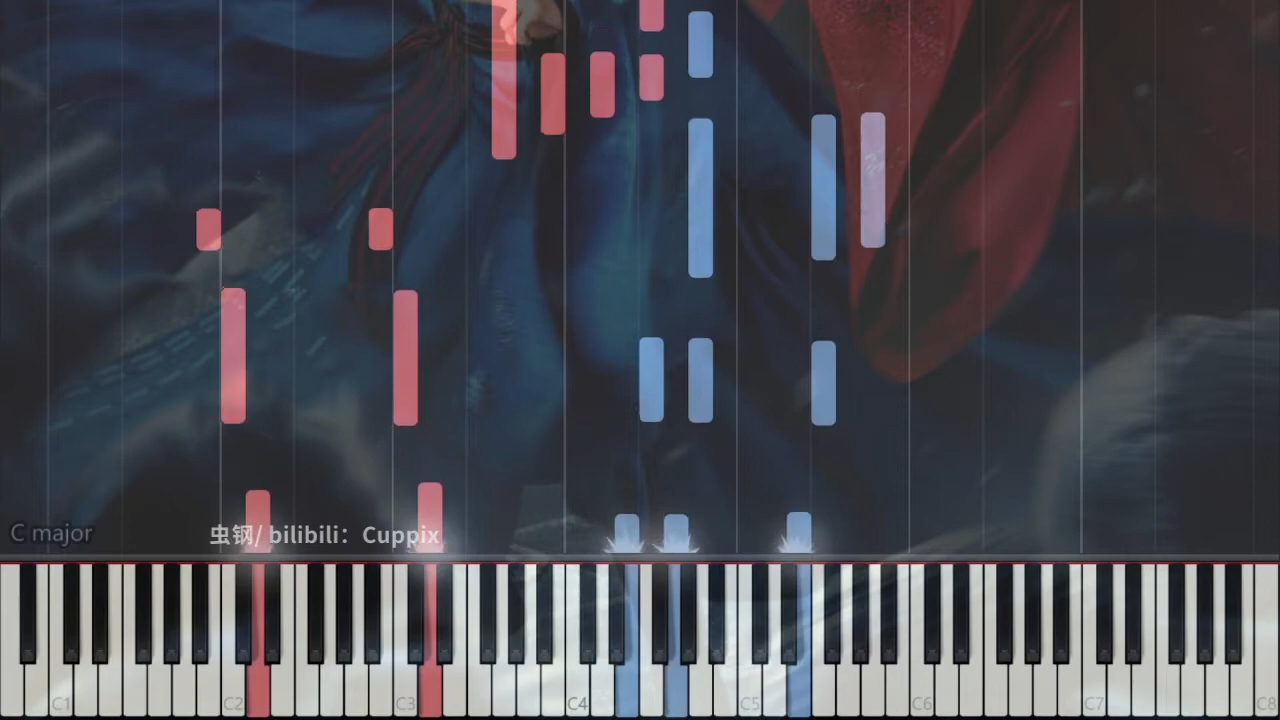 C major
虫钢/ bilibili：Cuppix
C1
C2
C3
C4
C5
C6
C7
C8